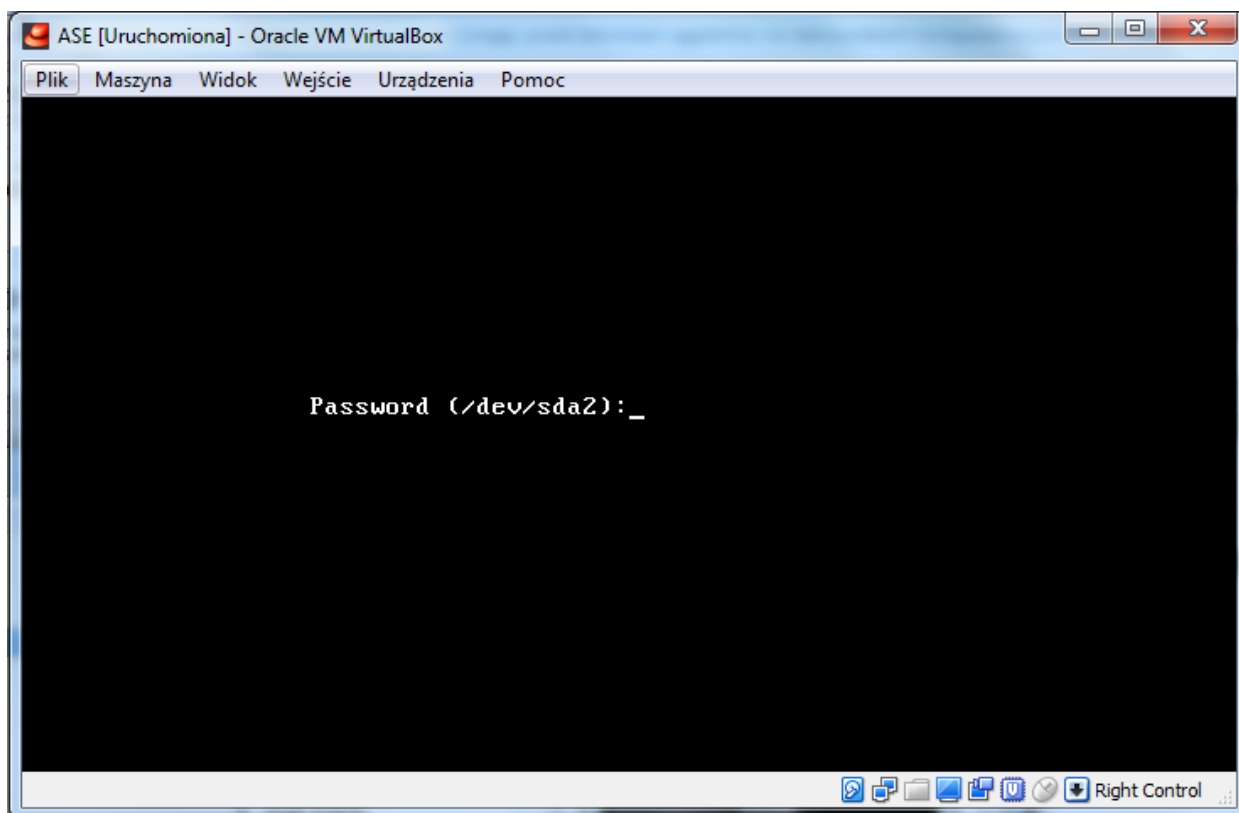 ASE [Uruchomiona] - Oracle VM VirtualBox
Plik Maszyna Widok Wejście Urządzenia Pomoc
Password (/dev/sda2):_
Right Control